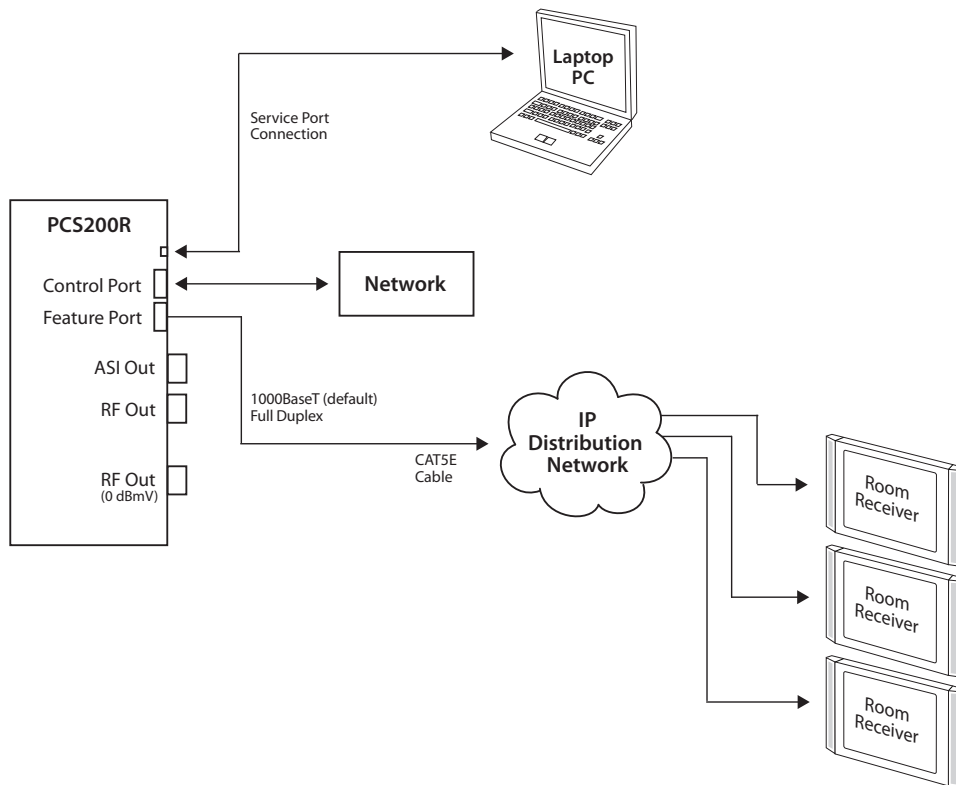 Laptop
PC
Service Port
Connection
PCS200R
Control Port
Feature Port
Network
ASI Out
RF Out
1000BaseT (default)
Full Duplex
CAT5E
Cable
IP
Distribution
Network
RF Out
(0 dBmV)
Room
Receiver
Room
Receiver
Room
Receiver